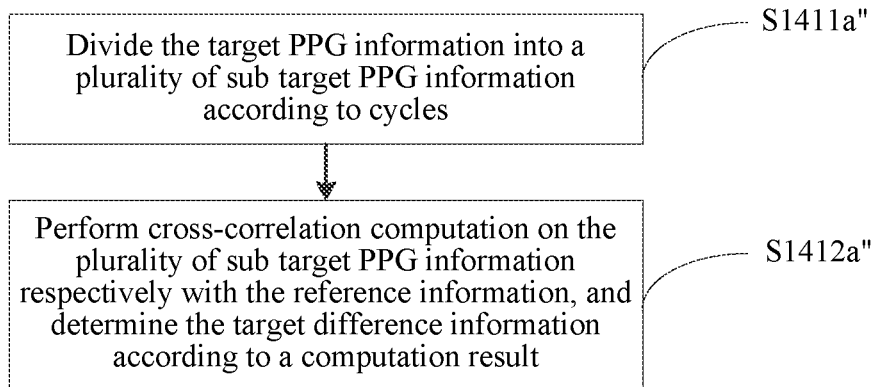 S1411a"
Divide the target PPG information into a
plurality of sub target PPG information
according to cycles
Perform cross-correlation computation on the
plurality of sub target PPG information
respectively with the reference information, and
determine the target difference information
according to a computation result
S1412a"